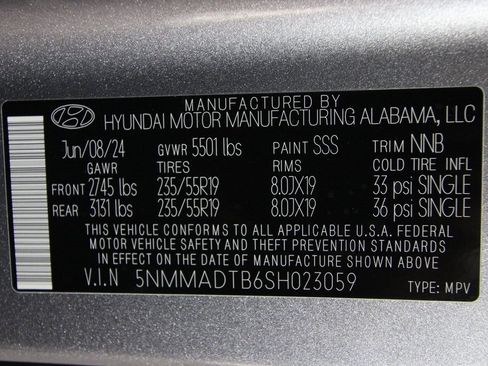 MANUFACTURED BY
HYUNDAI MOTOR MANUFACTURING ALABAMA, LLC
Jun/08/24 GVWR 5501 lbs PAINT SSS TRIM NNB
GAWR TIRES RIMS COLD TIRE INFL
FRONT 2745 lbs 235/55R19 8.0JX19 33 psi SINGLE
REAR 3131 lbs 235/55R19 8.0JX19 36 psi SINGLE
THIS VEHICLE CONFORMS TO ALL APPLICABLE U.S.A. FEDERAL
MOTOR VEHICLE SAFETY AND THEFT PREVENTION STANDARDS
IN EFFECT ON THE DATE OF MANUFACTURE SHOWN ABOVE.
V.I.N 5NMMADTB6SH023059 TYPE: MPV